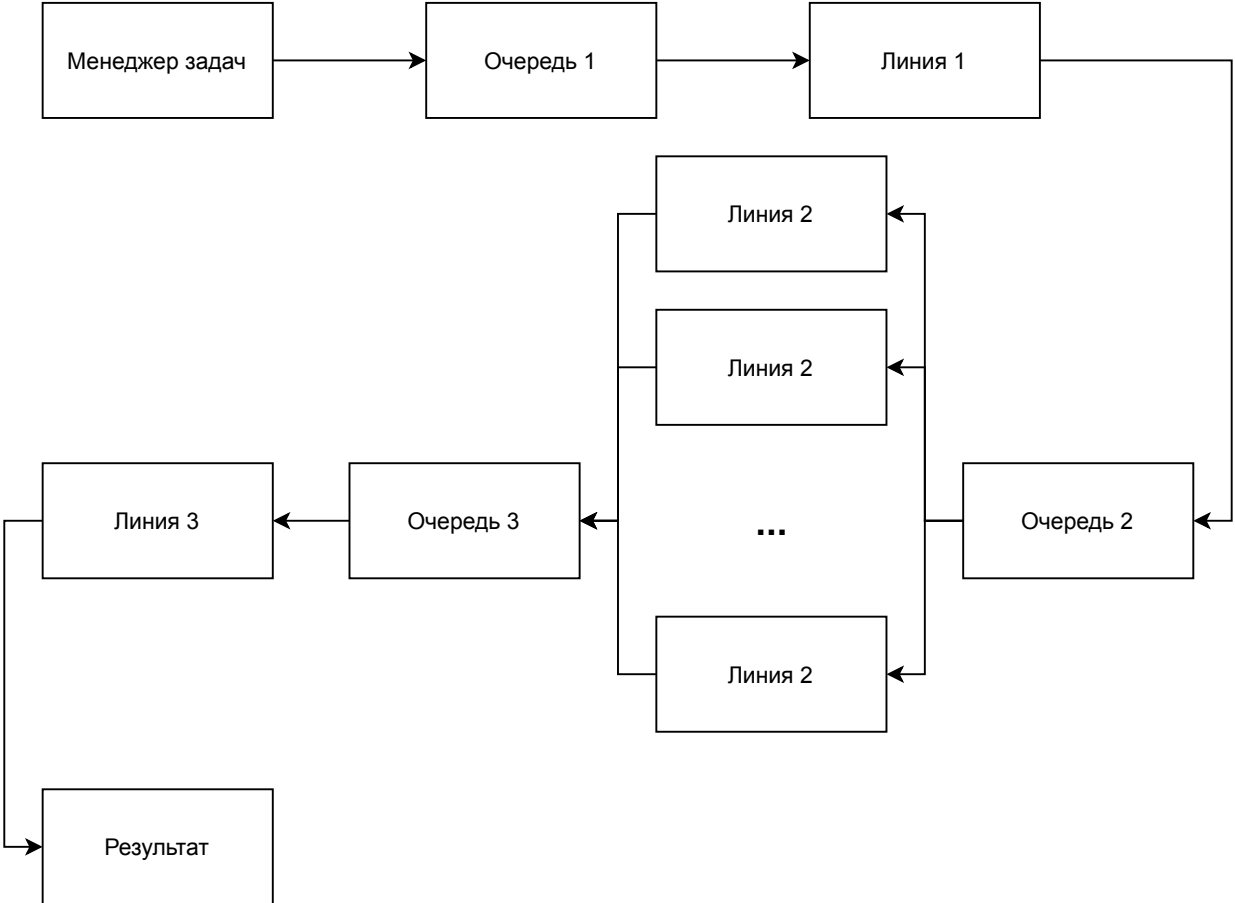 Менеджер задач
Очередь 1
Линия 1
Линия 2
Линия 2
Линия 3
Очередь 3
...
Очередь 2
Линия 2
Результат